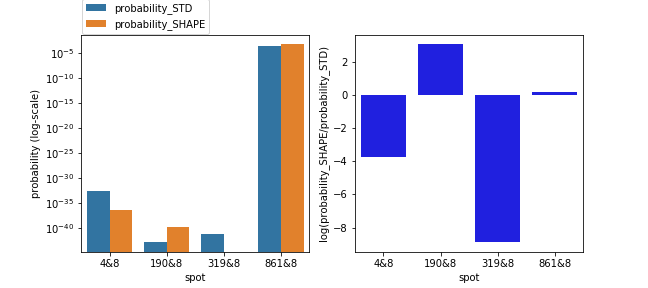 probability_STD
probability_SHAPE
probability (log-scale)
10⁻⁵
10⁻¹⁰
10⁻¹⁵
10⁻²⁰
10⁻²⁵
10⁻³⁰
10⁻³⁵
10⁻⁴⁰
4&8 190&8 319&8 861&8
spot
log(probability_SHAPE/probability_STD)
2
0
−2
−4
−6
−8
4&8 190&8 319&8 861&8
spot